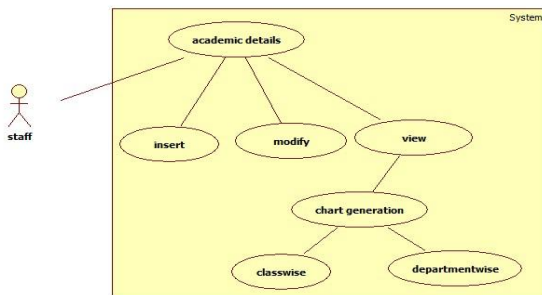 System
academic details
staff
insert
modify
view
chart generation
classwise
departmentwise